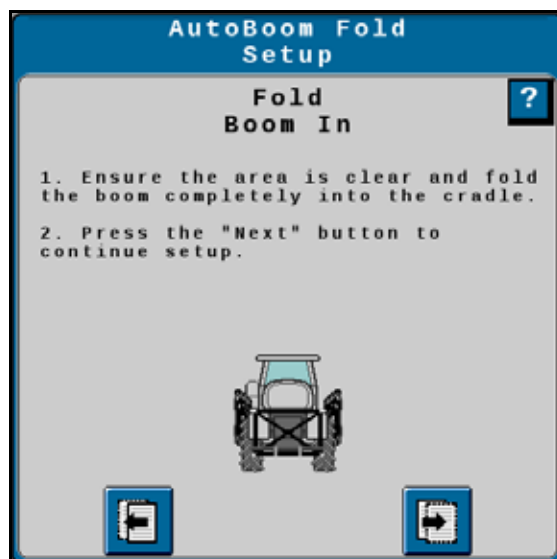 AutoBoom Fold
Setup
Fold
Boom In
?
1. Ensure the area is clear and fold
the boom completely into the cradle.
2. Press the "Next" button to
continue setup.